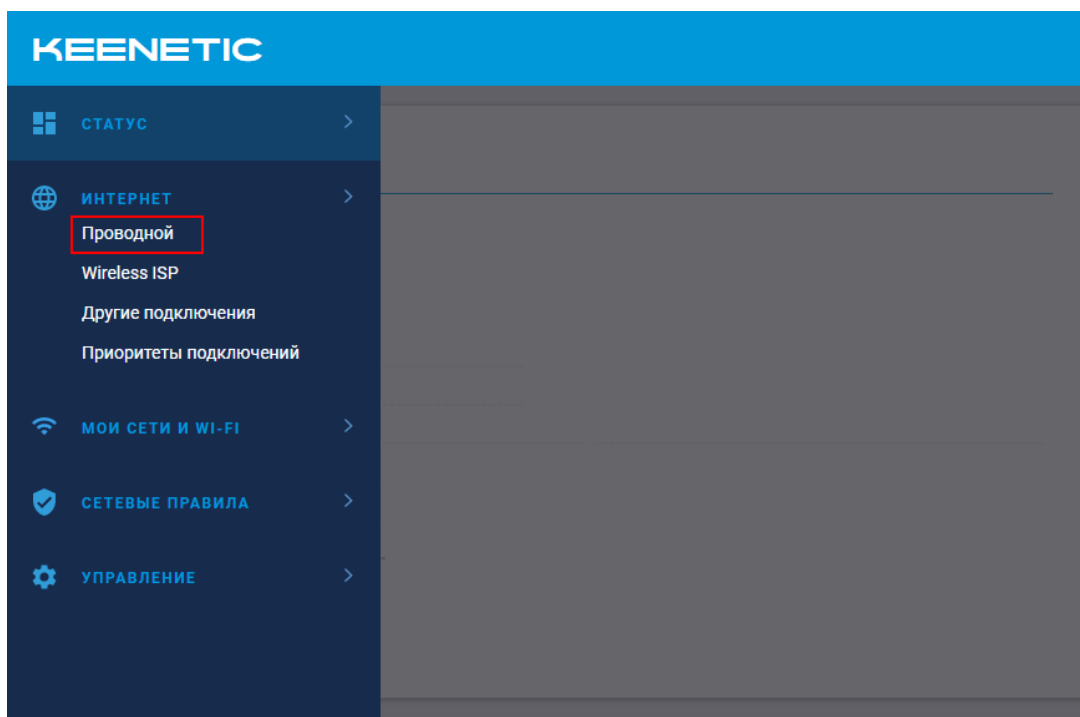 KEENETIC
СТАТУС
ИНТЕРНЕТ
Проводной
Wireless ISP
Другие подключения
Приоритеты подключений
МОИ СЕТИ И WI-FI
СЕТЕВЫЕ ПРАВИЛА
УПРАВЛЕНИЕ